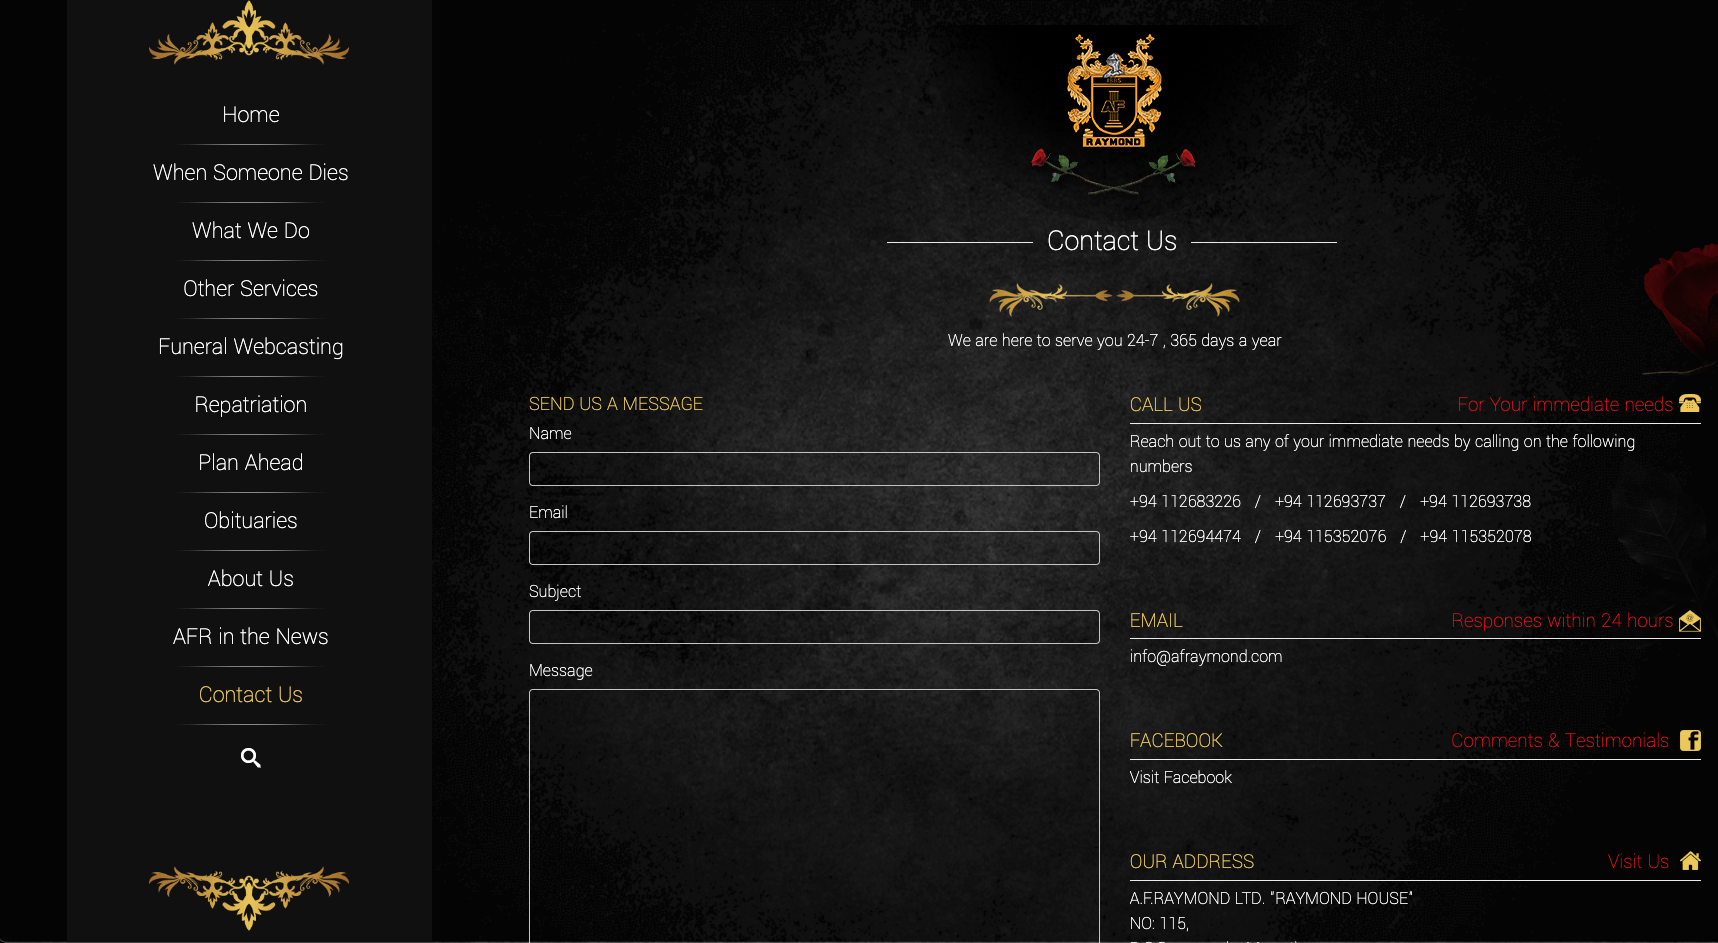 Home
When Someone Dies
What We Do
Other Services
Funeral Webcasting
Repatriation
Plan Ahead
Obituaries
About Us
AFR in the News
Contact Us
1885
AF
RAYMOND
Contact Us
We are here to serve you 24-7 , 365 days a year
SEND US A MESSAGE
Name
Email
Subject
Message
CALL US For Your immediate needs
Reach out to us any of your immediate needs by calling on the following
numbers
+94 112683226 / +94 112693737 / +94 112693738
+94 112694474 / +94 115352076 / +94 115352078
EMAIL Responses within 24 hours
info@afraymond.com
FACEBOOK Comments & Testimonials
Visit Facebook
OUR ADDRESS Visit Us
A.F.RAYMOND LTD. "RAYMOND HOUSE"
NO: 115,